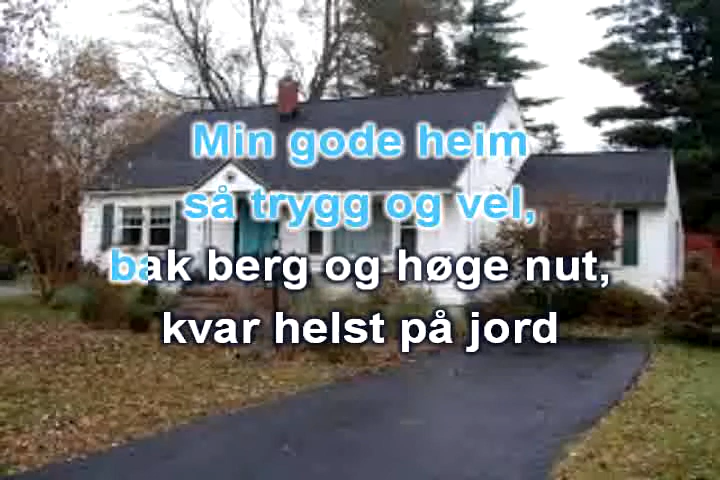 Min gode heim
så trygg og vel,
bak berg og høge nut,
kvar helst på jord